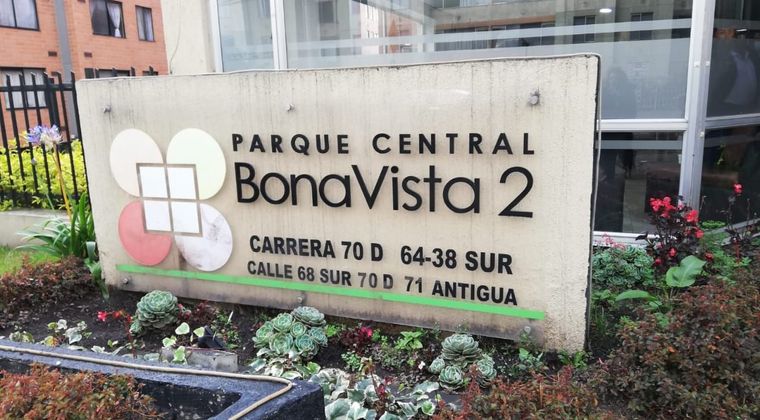 PARQUE CENTRAL
BonaVista 2
CARRERA 70 D 64-38 SUR
CALLE 68 SUR 70 D 71 ANTIGUA